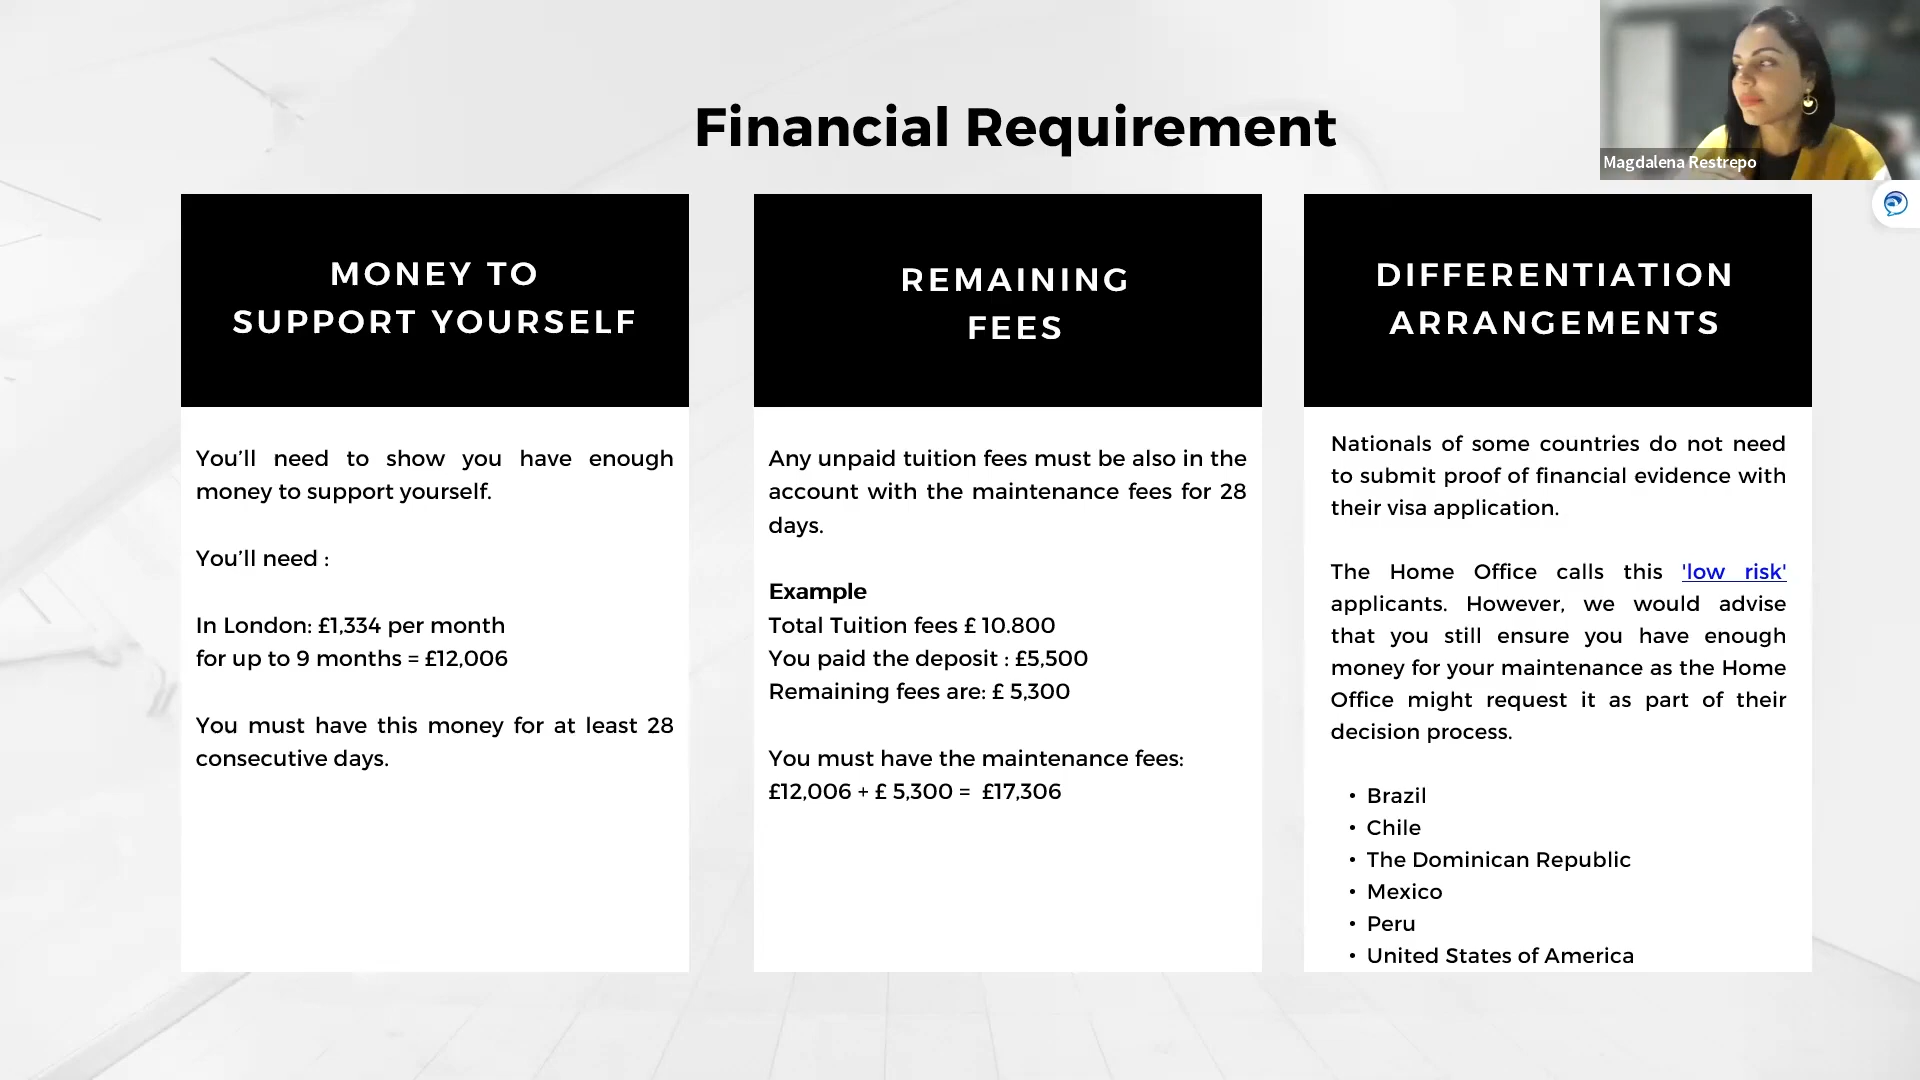 Financial Requirement
Magdalena Restrepo
MONEY TO
SUPPORT YOURSELF
You’ll need to show you have enough
money to support yourself.
You’ll need :
In London: £1,334 per month
for up to 9 months = £12,006
You must have this money for at least 28
consecutive days.
REMAINING
FEES
Any unpaid tuition fees must be also in the
account with the maintenance fees for 28
days.
Example
Total Tuition fees £ 10.800
You paid the deposit : £5,500
Remaining fees are: £ 5,300
You must have the maintenance fees:
£12,006 + £ 5,300 = £17,306
DIFFERENTIATION
ARRANGEMENTS
Nationals of some countries do not need
to submit proof of financial evidence with
their visa application.
The Home Office calls this 'low risk'
applicants. However, we would advise
that you still ensure you have enough
money for your maintenance as the Home
Office might request it as part of their
decision process.
• Brazil
• Chile
• The Dominican Republic
• Mexico
• Peru
• United States of America